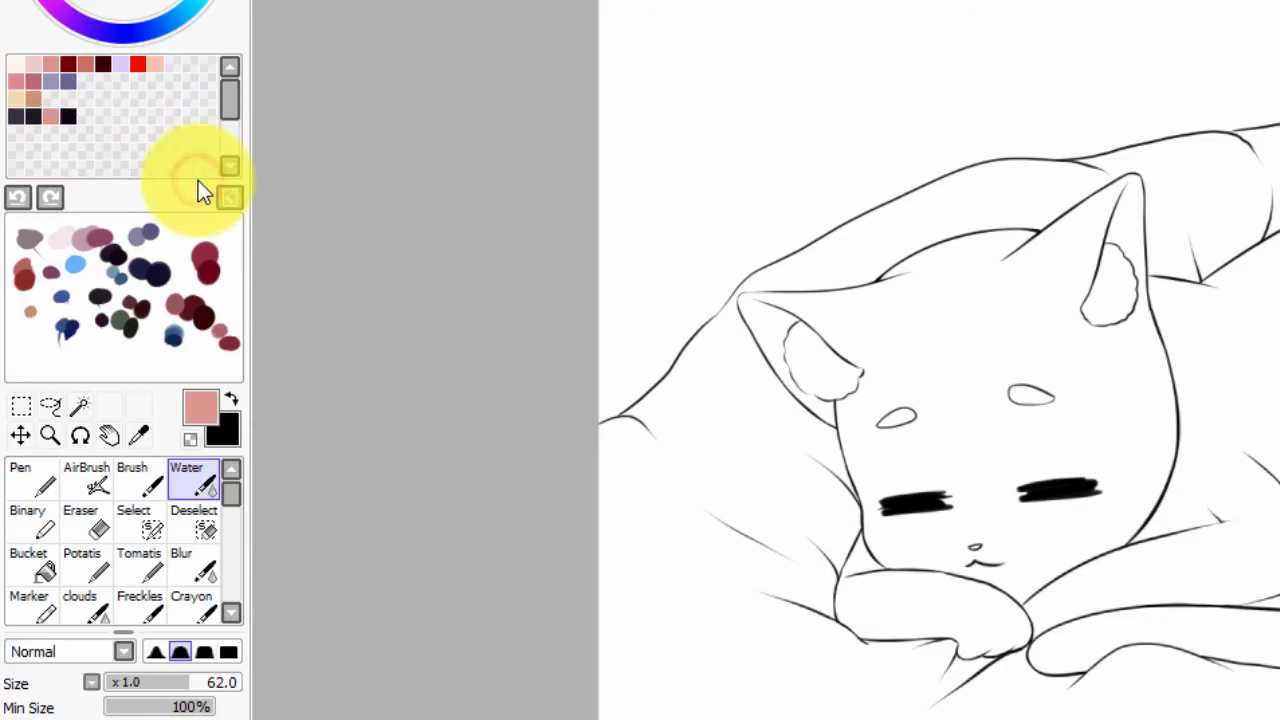 Pen AirBrush Brush Water
Binary Eraser Select Deselect
Bucket Potatis Tomatis Blur
Marker clouds Freckles Crayon
Normal
Size x 1.0 62.0
Min Size 100%